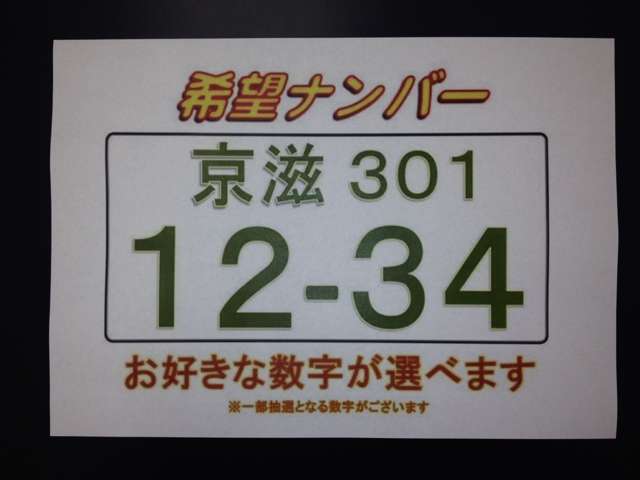 希望ナンバー
京滋 301
12-34
お好きな数字が選べます
※一部抽選となる数字がございます